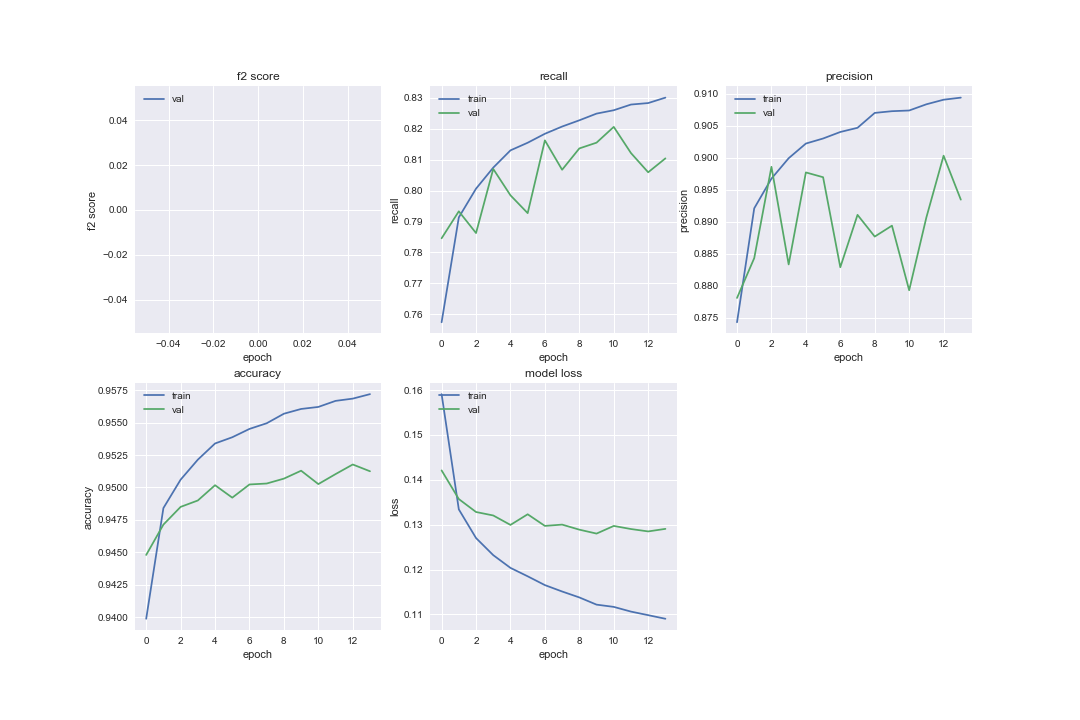 f2 score
val
0.04
0.02
0.00
−0.02
−0.04
f2 score
−0.04 −0.02 0.00 0.02 0.04
epoch
recall
train
val
0.83
0.82
0.81
0.80
0.79
0.78
0.77
0.76
recall
0 2 4 6 8 10 12
epoch
precision
train
val
0.910
0.905
0.900
0.895
0.890
0.885
0.880
0.875
precision
0 2 4 6 8 10 12
epoch
accuracy
train
val
0.9575
0.9550
0.9525
0.9500
0.9475
0.9450
0.9425
0.9400
accuracy
0 2 4 6 8 10 12
epoch
model loss
train
val
0.16
0.15
0.14
0.13
0.12
0.11
loss
0 2 4 6 8 10 12
epoch